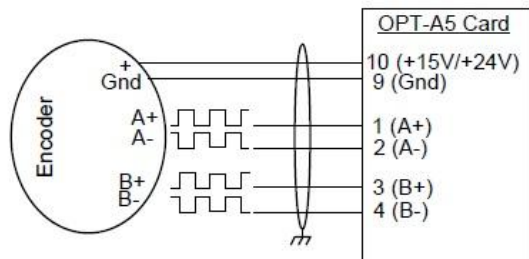 OPT-A5 Card
Encoder
+
Gnd
A+
A-
B+
B-
10 (+15V/+24V)
9 (Gnd)
1 (A+)
2 (A-)
3 (B+)
4 (B-)